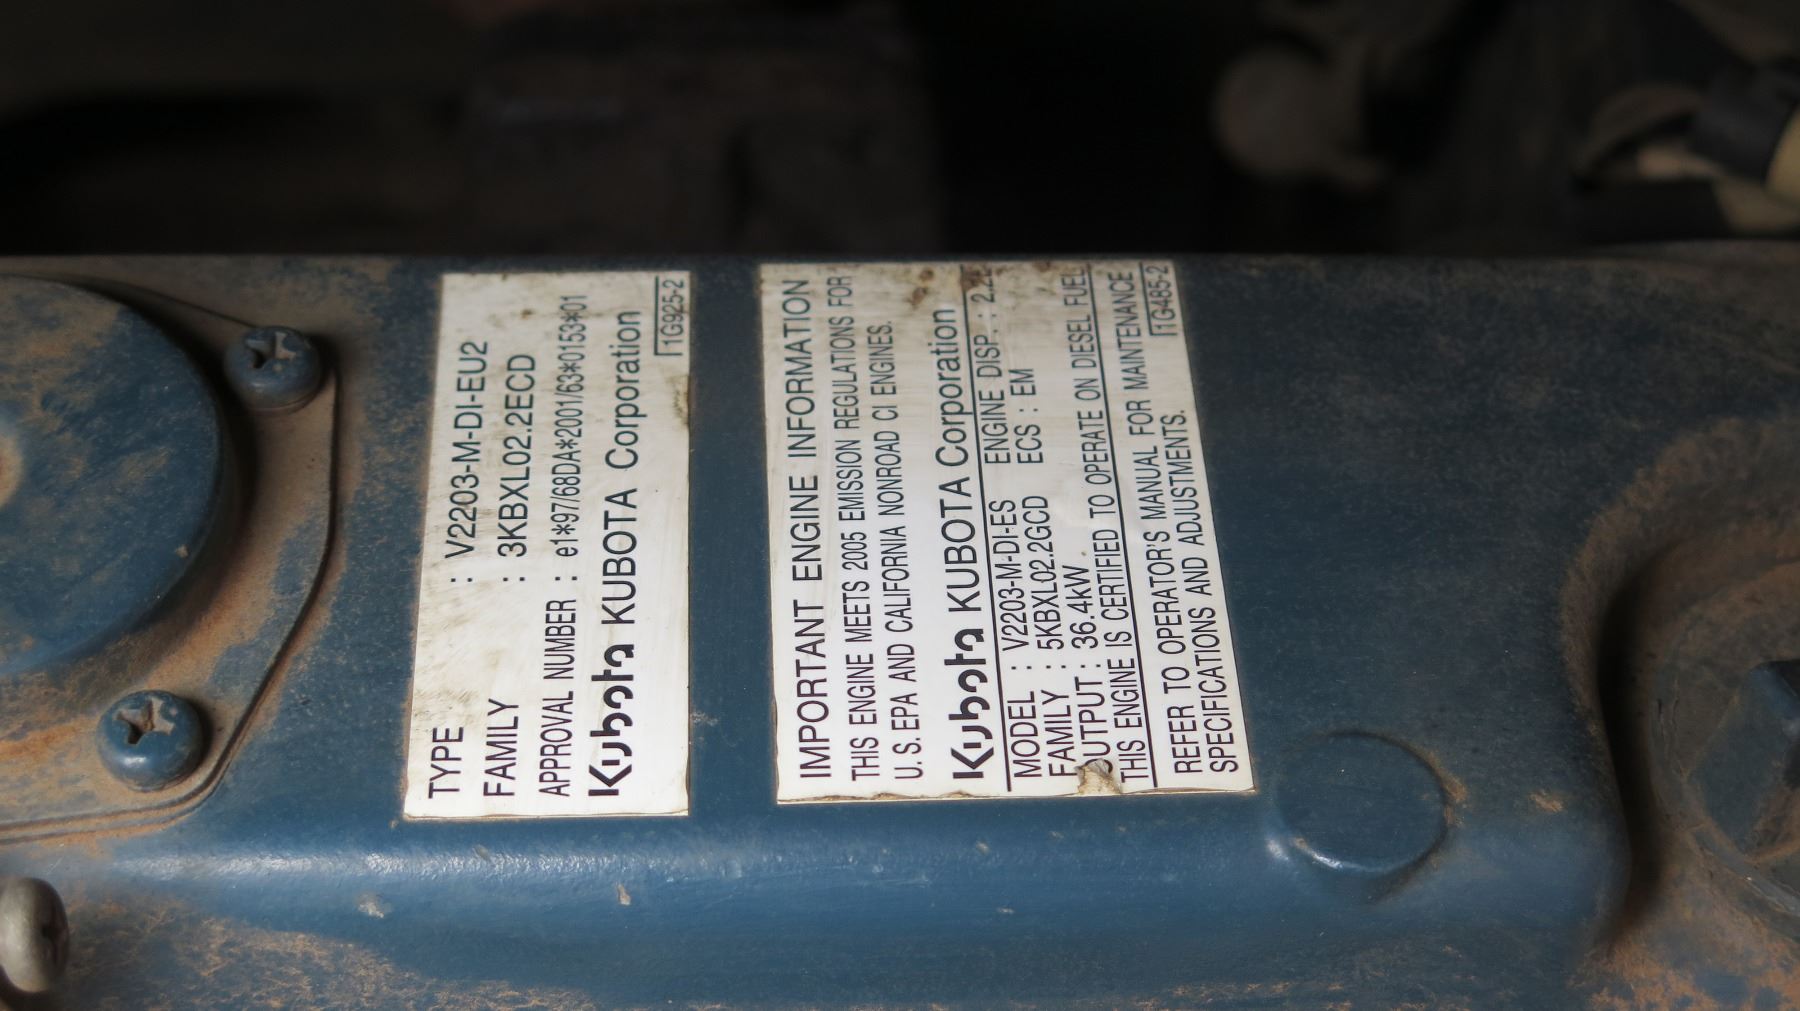 TYPE : V2203-M-DI-EU2
FAMILY : 3KBXL02.2ECD
APPROVAL NUMBER : e1*97/68DA*2001/63*0153*01
Kubota KUBOTA Corporation
1G925-2
IMPORTANT ENGINE INFORMATION
THIS ENGINE MEETS 2005 EMISSION REGULATIONS FOR
U.S. EPA AND CALIFORNIA NONROAD CI ENGINES.
Kubota KUBOTA Corporation
MODEL : V2203-M-DI-ES ENGINE DISP. : 2.2L
FAMILY : 5KBXL02.2GCD ECS : EM
OUTPUT : 36.4kW
THIS ENGINE IS CERTIFIED TO OPERATE ON DIESEL FUEL
REFER TO OPERATOR'S MANUAL FOR MAINTENANCE
SPECIFICATIONS AND ADJUSTMENTS.
1G485-2